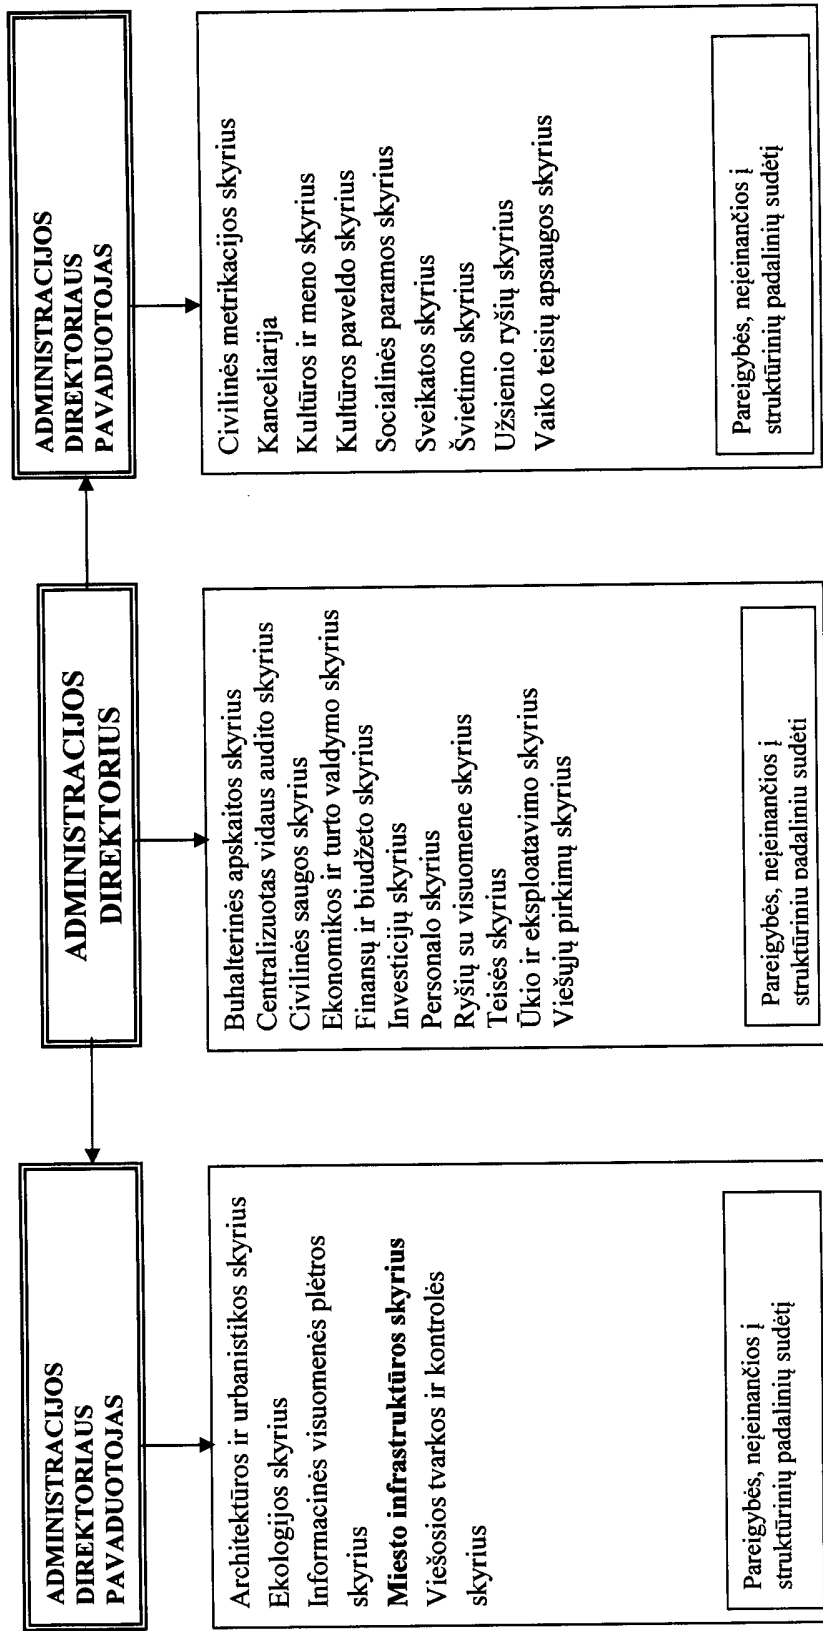 ADMINISTRACIJOS
DIREKTORIAUS
PAVADUOTOJAS
Architektūros ir urbanistikos skyrius
Ekologijos skyrius
Informacinės visuomenės plėtros
skyrius
Miesto infrastruktūros skyrius
Viešosios tvarkos ir kontrolės
skyrius
Pareigybės, neįeinančios į
struktūrinių padalinių sudėtį
ADMINISTRACIJOS
DIREKTORIUS
Buhalterinės apskaitos skyrius
Centralizuotas vidaus audito skyrius
Civilinės saugos skyrius
Ekonomikos ir turto valdymo skyrius
Finansų ir biudžeto skyrius
Investicijų skyrius
Personalo skyrius
Ryšių su visuomene skyrius
Teisės skyrius
Ūkio ir eksploatavimo skyrius
Viešųjų pirkimų skyrius
Pareigybės, neįeinančios į
struktūrinių padalinių sudėtį
ADMINISTRACIJOS
DIREKTORIAUS
PAVADUOTOJAS
Civilinės metrikacijos skyrius
Kanceliarija
Kultūros ir meno skyrius
Kultūros paveldo skyrius
Socialinės paramos skyrius
Sveikatos skyrius
Švietimo skyrius
Užsienio ryšių skyrius
Vaiko teisių apsaugos skyrius
Pareigybės, neįeinančios į
struktūrinių padalinių sudėtį